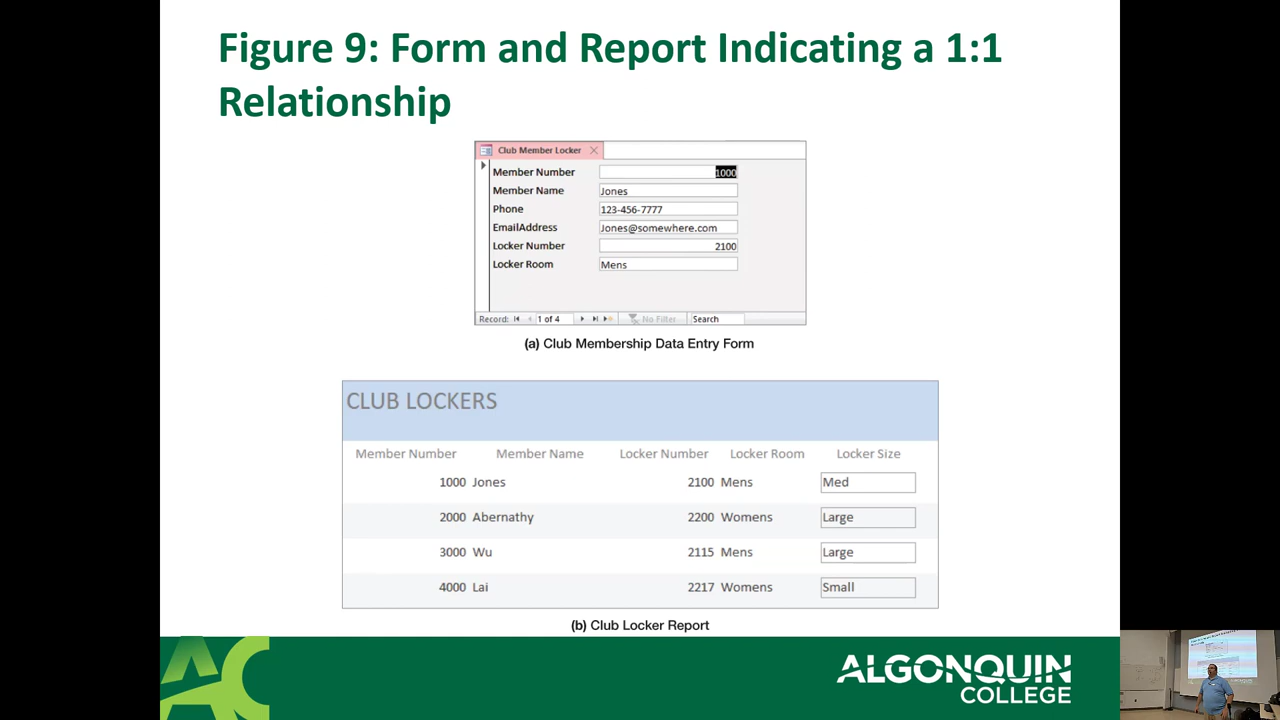 Figure 9: Form and Report Indicating a 1:1
Relationship
Club Member Locker
Member Number 1000
Member Name Jones
Phone 123-456-7777
EmailAddress Jones@somewhere.com
Locker Number 2100
Locker Room Mens
Record: 1 of 4 No Filter Search
(a) Club Membership Data Entry Form
CLUB LOCKERS
Member Number Member Name Locker Number Locker Room Locker Size
1000 Jones 2100 Mens Med
2000 Abernathy 2200 Womens Large
3000 Wu 2115 Mens Large
4000 Lai 2217 Womens Small
(b) Club Locker Report
AC
ALGONQUIN
COLLEGE